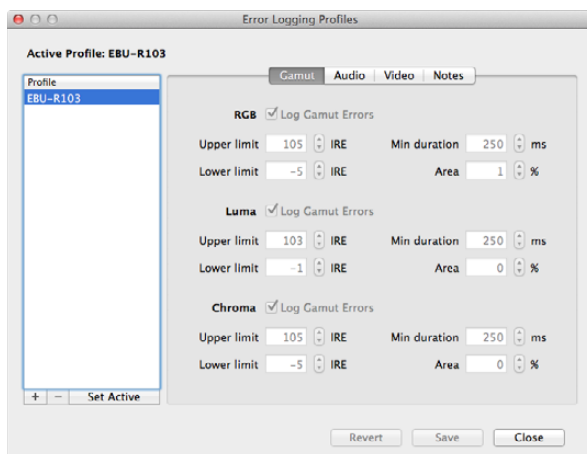 Error Logging Profiles
Active Profile: EBU-R103
Profile
EBU-R103
+ − Set Active
Gamut Audio Video Notes
RGB Log Gamut Errors
Upper limit 105 IRE Min duration 250 ms
Lower limit -5 IRE Area 1 %
Luma Log Gamut Errors
Upper limit 103 IRE Min duration 250 ms
Lower limit -1 IRE Area 0 %
Chroma Log Gamut Errors
Upper limit 105 IRE Min duration 250 ms
Lower limit -5 IRE Area 0 %
Revert Save Close